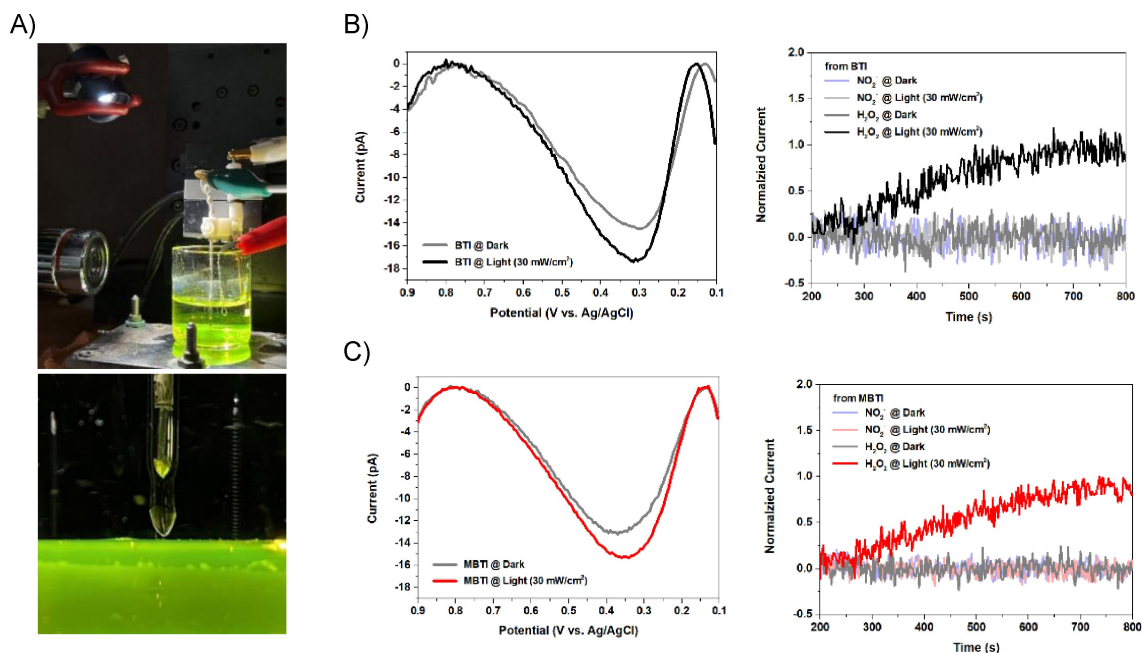 A)
B)
0
-2
-4
-6
-8
-10
-12
-14
-16
-18
Current (pA)
BTI @ Dark
BTI @ Light (30 mW/cm²)
0.9 0.8 0.7 0.6 0.5 0.4 0.3 0.2 0.1
Potential (V vs. Ag/AgCl)
2.0
1.5
1.0
0.5
0.0
-0.5
Normalzied Current
from BTI
NO₂⁻ @ Dark
NO₂⁻ @ Light (30 mW/cm²)
H₂O₂ @ Dark
H₂O₂ @ Light (30 mW/cm²)
200 300 400 500 600 700 800
Time (s)
C)
0
-2
-4
-6
-8
-10
-12
-14
-16
-18
Current (pA)
MBTI @ Dark
MBTI @ Light (30 mW/cm²)
0.9 0.8 0.7 0.6 0.5 0.4 0.3 0.2 0.1
Potential (V vs. Ag/AgCl)
2.0
1.5
1.0
0.5
0.0
-0.5
Normalzied Current
from MBTI
NO₂⁻ @ Dark
NO₂⁻ @ Light (30 mW/cm²)
H₂O₂ @ Dark
H₂O₂ @ Light (30 mW/cm²)
200 300 400 500 600 700 800
Time (s)